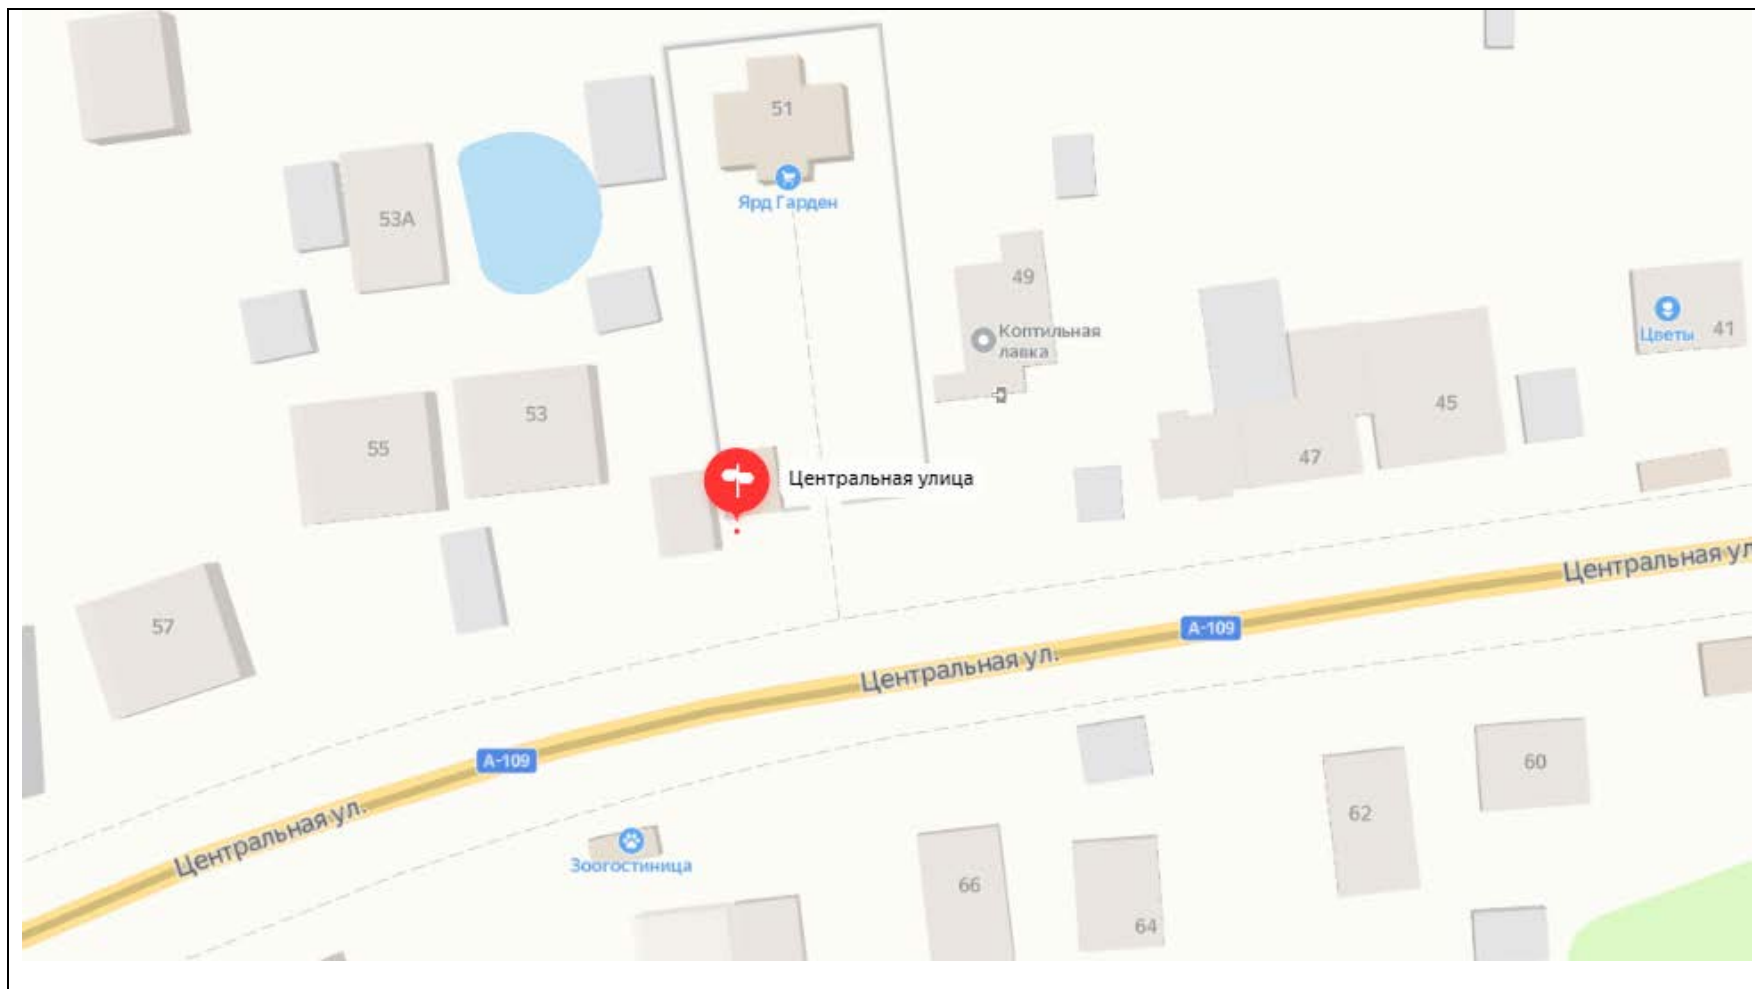 51
Ярд Гарден
53А
49
Коптильная
лавка
Цветы
41
45
47
53
55
Центральная улица
57
Центральная ул
А-109
Центральная ул.
А-109
Центральная ул.
Зоогостиница
60
62
66
64